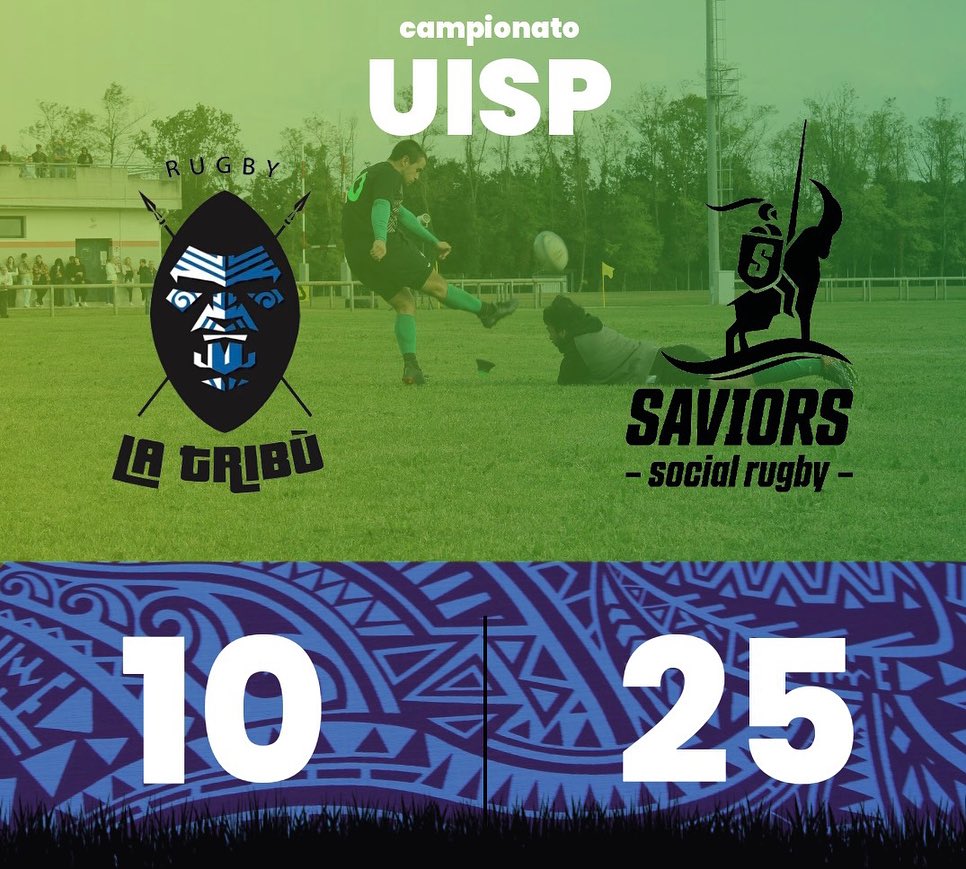 campionato
UISP
RUGBY
LA TRIBÙ
S
SAVIORS
- social rugby -
10
25